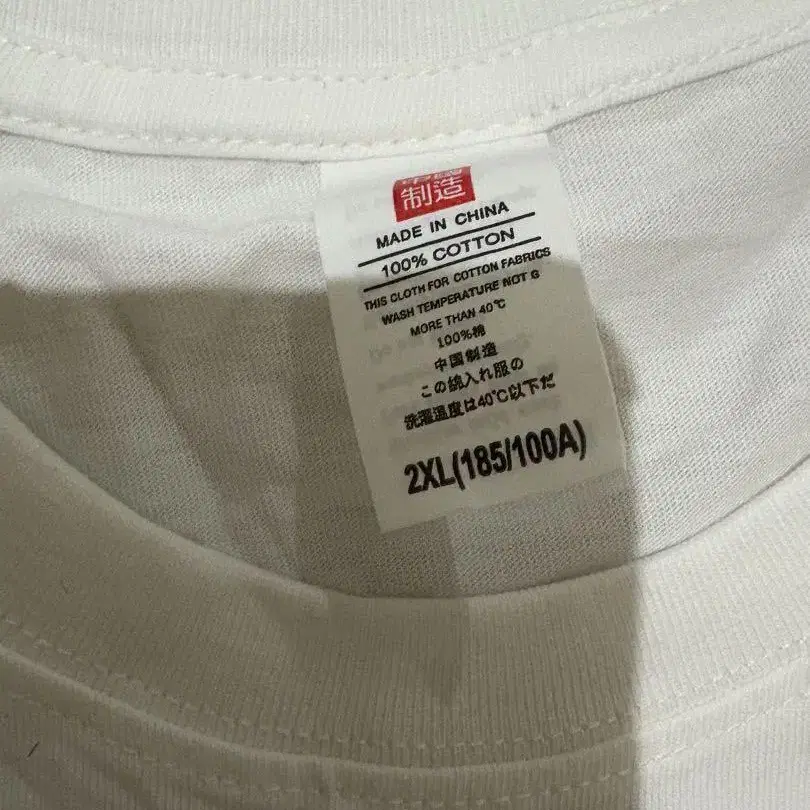 制造
MADE IN CHINA
100% COTTON
THIS CLOTH FOR COTTON FABRICS
WASH TEMPERATURE NOT G
MORE THAN 40℃
100%棉
中国制造
この綿入れ服の
洗濯温度は40℃以下だ
2XL(185/100A)